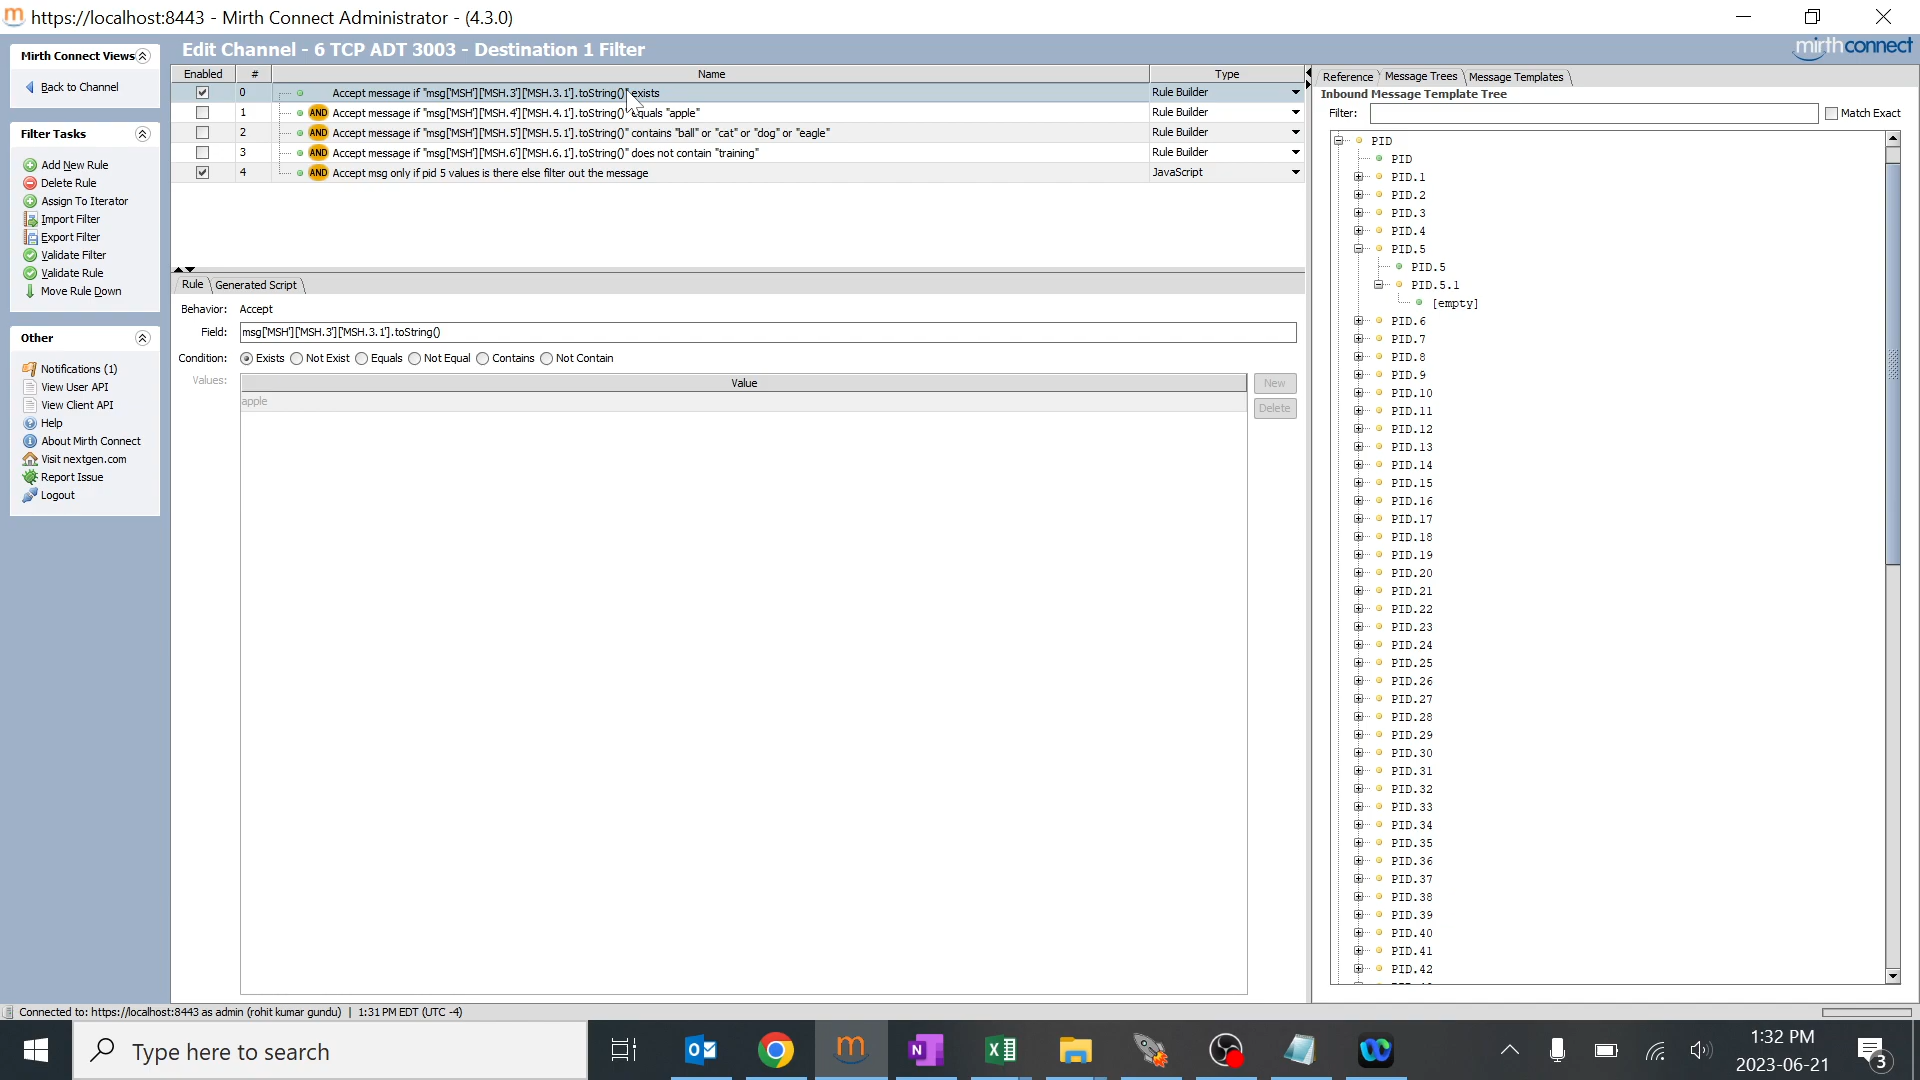 https://localhost:8443 - Mirth Connect Administrator - (4.3.0)
Mirth Connect Views
Back to Channel
Filter Tasks
Add New Rule
Delete Rule
Assign To Iterator
Import Filter
Export Filter
Validate Filter
Validate Rule
Move Rule Down
Other
Notifications (1)
View User API
View Client API
Help
About Mirth Connect
Visit nextgen.com
Report Issue
Logout
Edit Channel - 6 TCP ADT 3003 - Destination 1 Filter
mirthconnect
Enabled # Name Type
0 Accept message if "msg['MSH']['MSH.3']['MSH.3.1'].toString()" exists Rule Builder
1 AND Accept message if "msg['MSH']['MSH.4']['MSH.4.1'].toString()" equals "apple" Rule Builder
2 AND Accept message if "msg['MSH']['MSH.5']['MSH.5.1'].toString()" contains "ball" or "cat" or "dog" or "eagle" Rule Builder
3 AND Accept message if "msg['MSH']['MSH.6']['MSH.6.1'].toString()" does not contain "training" Rule Builder
4 AND Accept msg only if pid 5 values is there else filter out the message JavaScript
Rule Generated Script
Behavior: Accept
Field: msg['MSH']['MSH.3']['MSH.3.1'].toString()
Condition: Exists Not Exist Equals Not Equal Contains Not Contain
Values: Value New
apple Delete
Reference Message Trees Message Templates
Inbound Message Template Tree
Filter: Match Exact
PID
PID
PID.1
PID.2
PID.3
PID.4
PID.5
PID.5
PID.5.1
[empty]
PID.6
PID.7
PID.8
PID.9
PID.10
PID.11
PID.12
PID.13
PID.14
PID.15
PID.16
PID.17
PID.18
PID.19
PID.20
PID.21
PID.22
PID.23
PID.24
PID.25
PID.26
PID.27
PID.28
PID.29
PID.30
PID.31
PID.32
PID.33
PID.34
PID.35
PID.36
PID.37
PID.38
PID.39
PID.40
PID.41
PID.42
Connected to: https://localhost:8443 as admin (rohit kumar gundu) | 1:31 PM EDT (UTC -4)
Type here to search
1:32 PM
2023-06-21
3